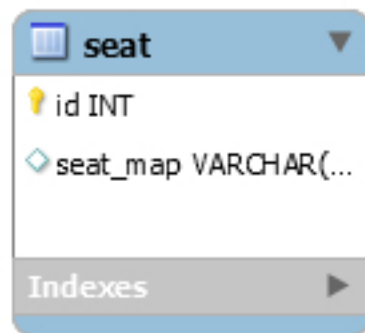 seat
id INT
seat_map VARCHAR(...
Indexes